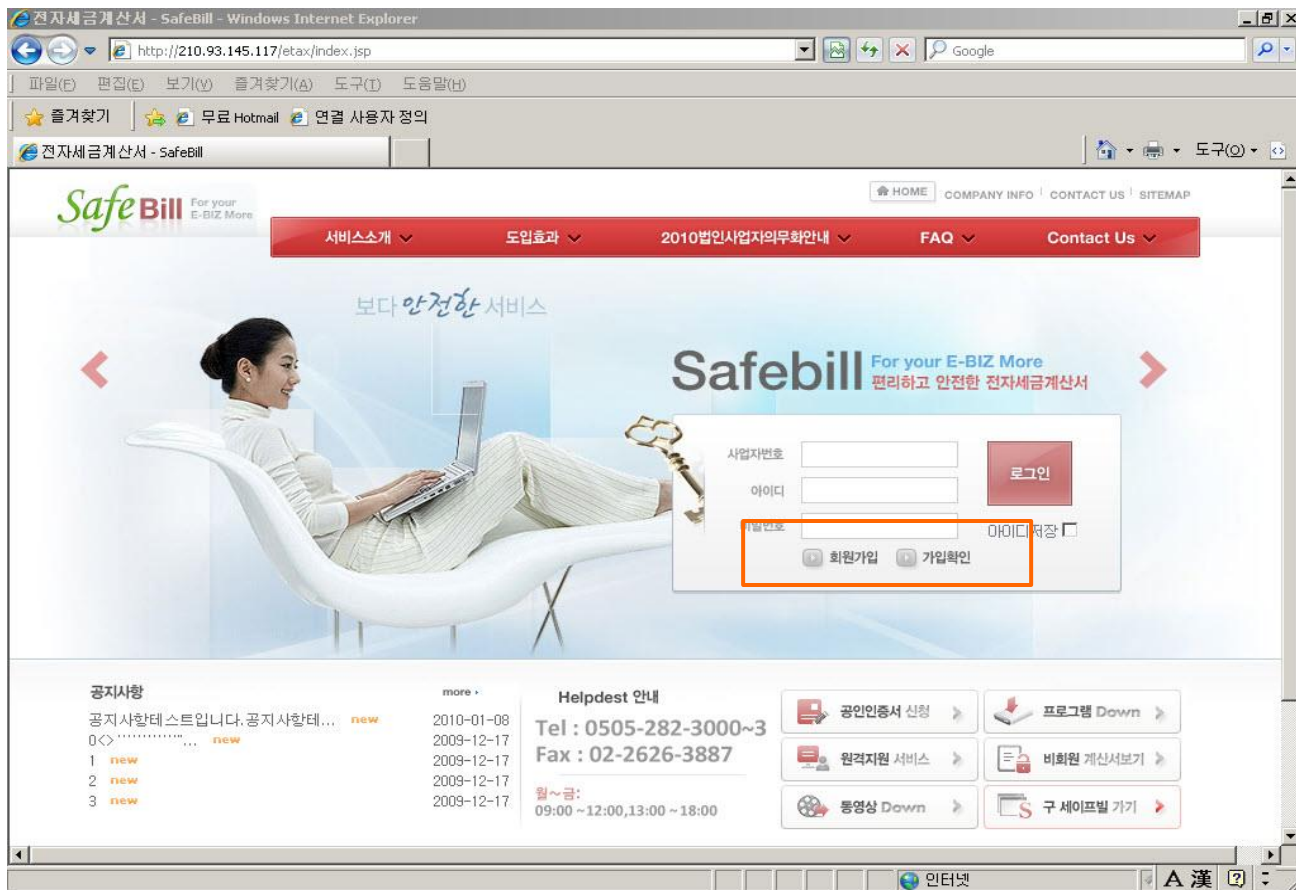 전자세금계산서 - SafeBill - Windows Internet Explorer
http://210.93.145.117/etax/index.jsp
Google
파일(F) 편집(E) 보기(V) 즐겨찾기(A) 도구(T) 도움말(H)
즐겨찾기 무료 Hotmail 연결 사용자 정의
전자세금계산서 - SafeBill
도구(O)
HOME COMPANY INFO CONTACT US SITEMAP
Safe Bill For your
E-BIZ More
서비스소개 도입효과 2010법인사업자의무화안내 FAQ Contact Us
보다 안전한 서비스
Safebill For your E-BIZ More
편리하고 안전한 전자세금계산서
사업자번호
로그인
아이디
비밀번호
아이디저장
회원가입 가입확인
공지사항 more
공지사항테스트입니다.공지사항테... new 2010-01-08
0<>''''''''''''"... new 2009-12-17
1 new 2009-12-17
2 new 2009-12-17
3 new 2009-12-17
Helpdest 안내
Tel : 0505-282-3000~3
Fax : 02-2626-3887
월~금:
09:00 ~12:00,13:00 ~18:00
공인인증서 신청 프로그램 Down
원격지원 서비스 비회원 계산서보기
동영상 Down 구 세이프빌 가기
인터넷
A 漢